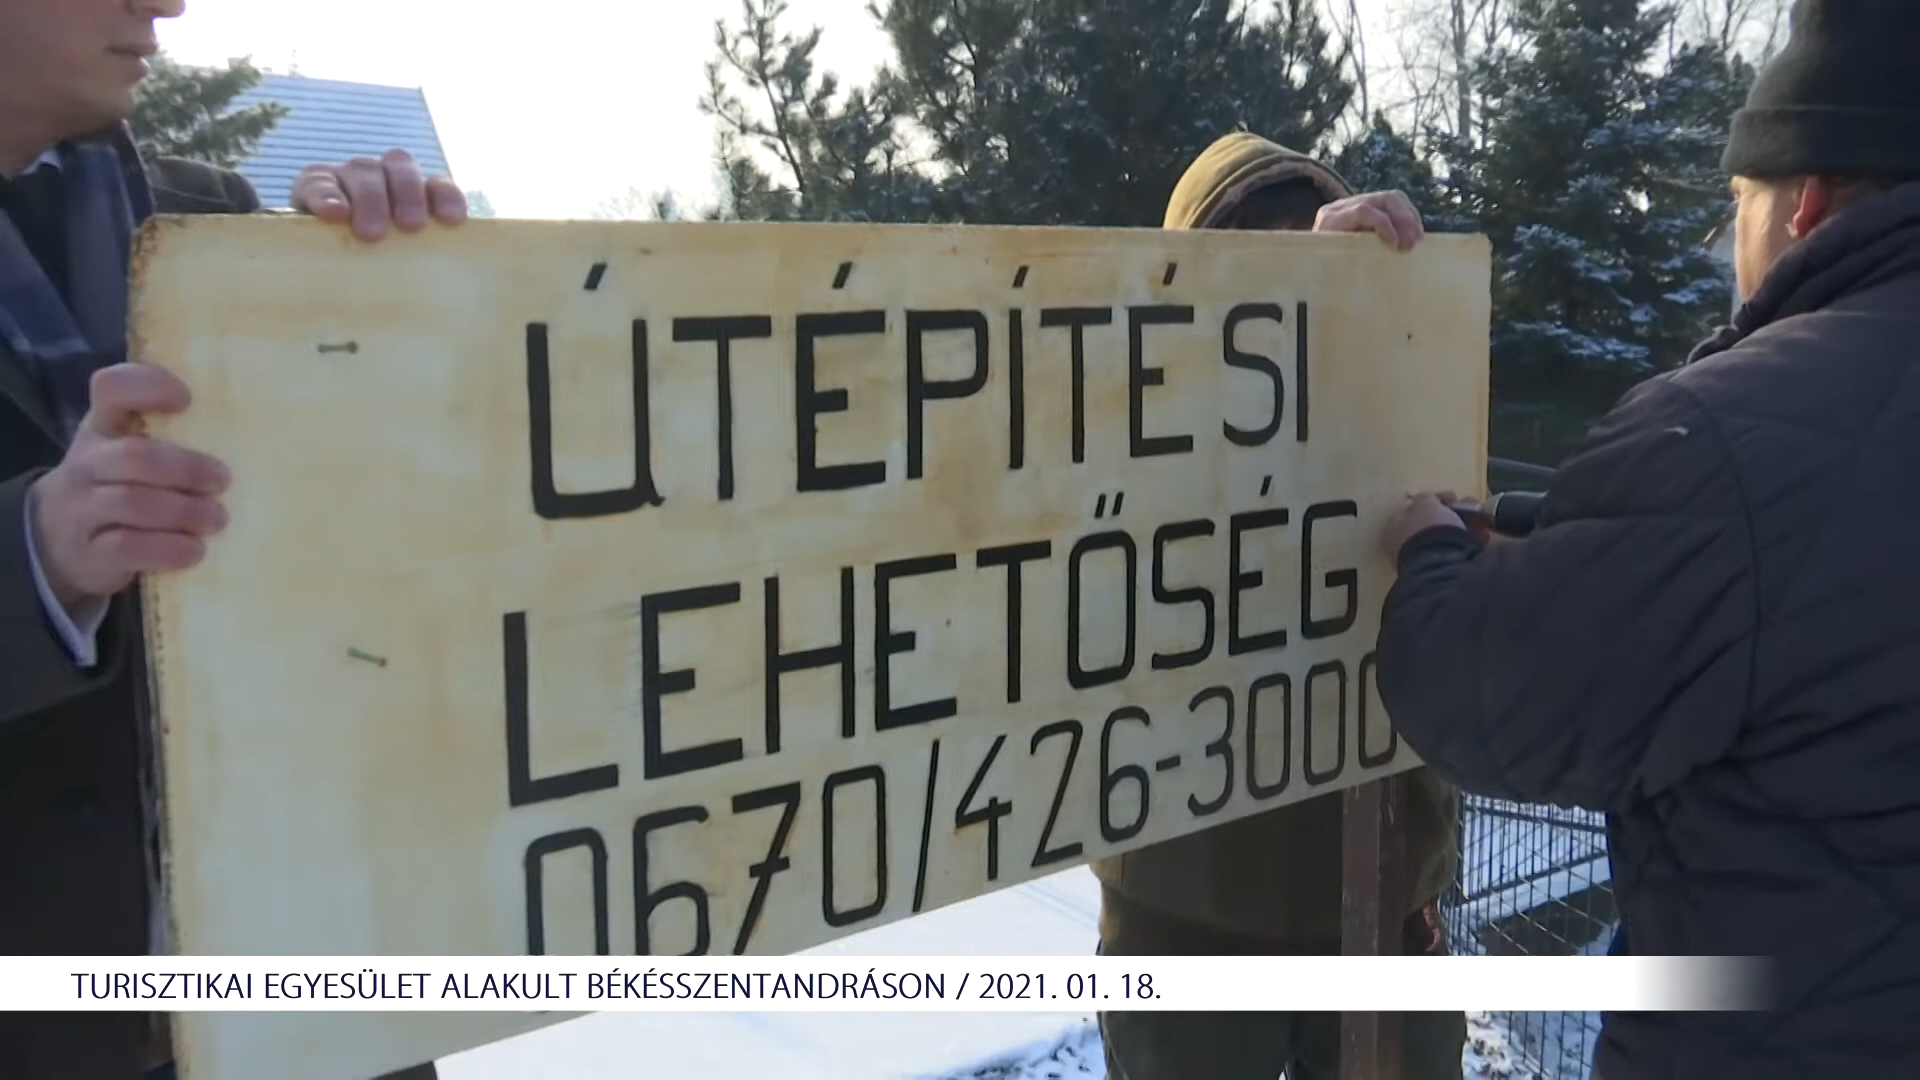 ÚTÉPÍTÉSI
LEHETŐSÉG
0670/426-3000
TURISZTIKAI EGYESÜLET ALAKULT BÉKÉSSZENTANDRÁSON / 2021. 01. 18.